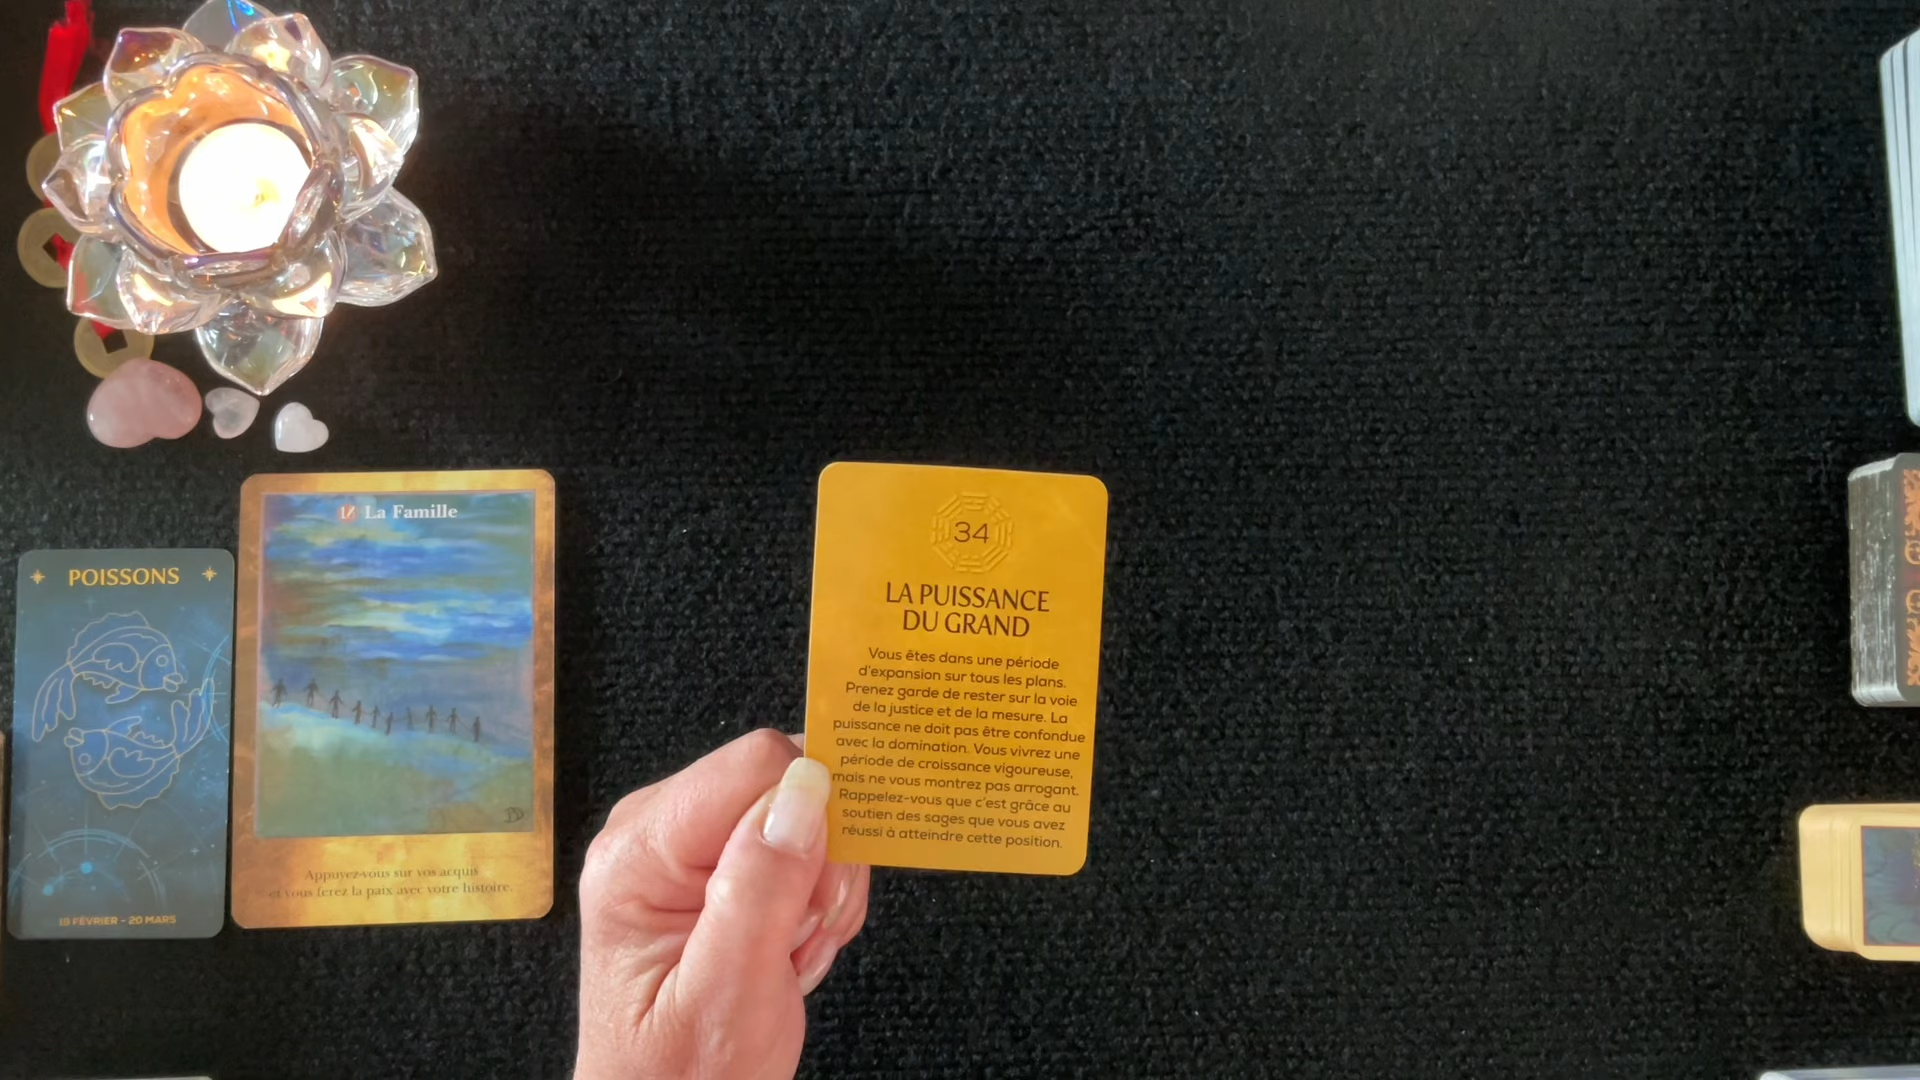 POISSONS
19 FÉVRIER - 20 MARS
La Famille
Appuyez-vous sur vos acquis
et vous ferez la paix avec votre histoire.
34
LA PUISSANCE
DU GRAND
Vous êtes dans une période
d'expansion sur tous les plans.
Prenez garde de rester sur la voie
de la justice et de la mesure. La
puissance ne doit pas être confondue
avec la domination. Vous vivrez une
période de croissance vigoureuse,
mais ne vous montrez pas arrogant.
Rappelez-vous que c'est grâce au
soutien des sages que vous avez
réussi à atteindre cette position.